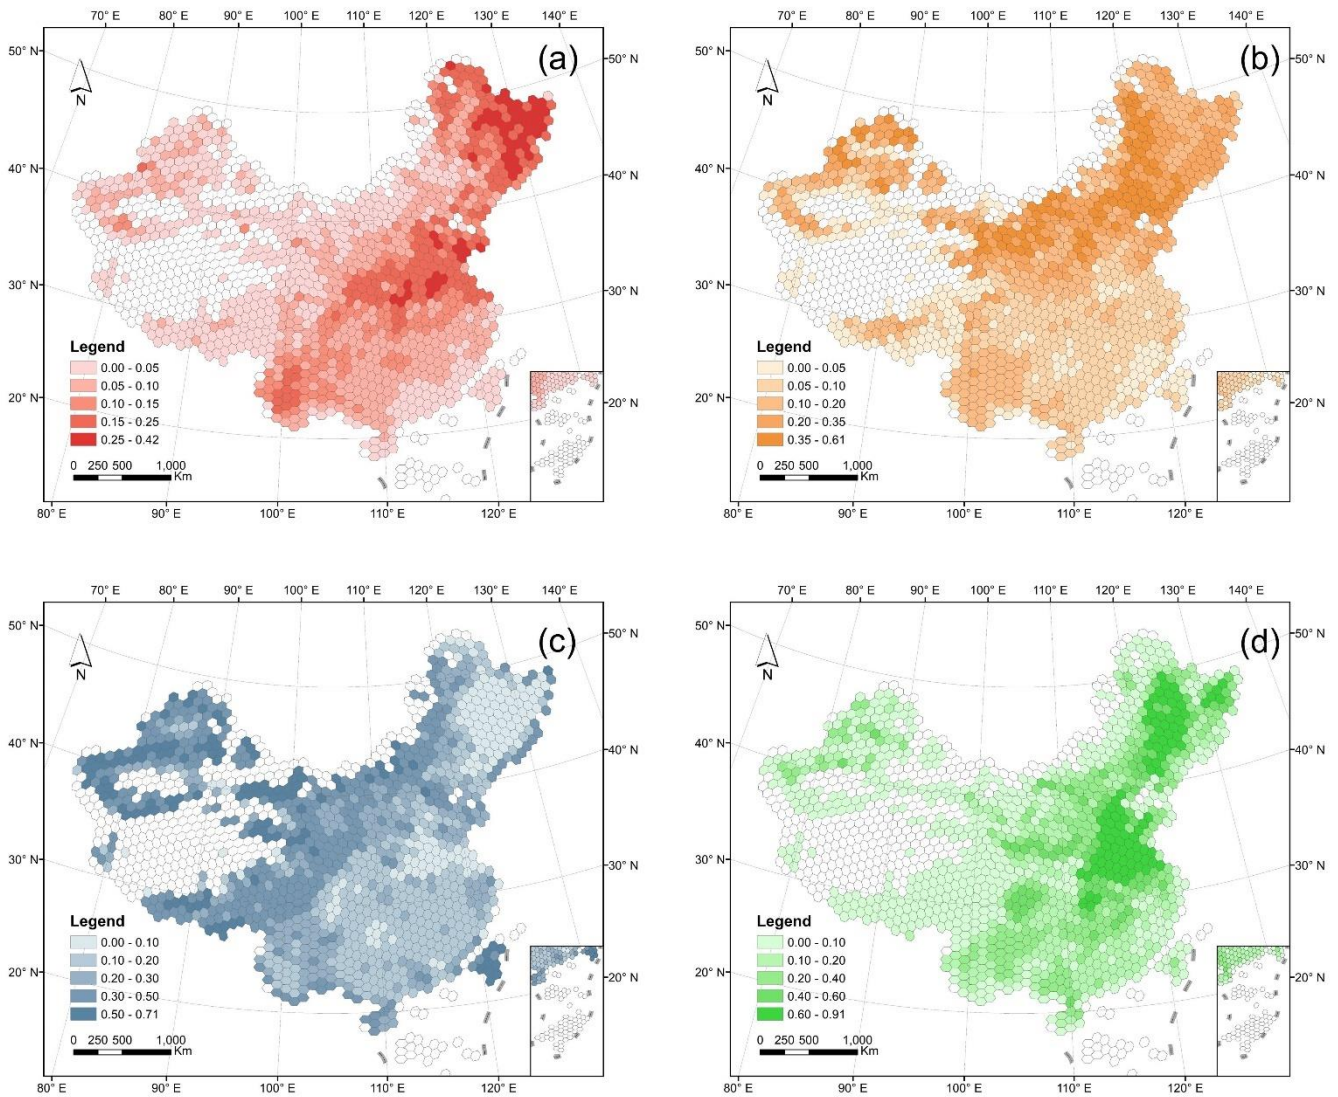 70° E 80° E 90° E 100° E 110° E 120° E 130° E 140° E
50° N
40° N
30° N
20° N
N
(a)
50° N
40° N
30° N
20° N
Legend
0.00 - 0.05
0.05 - 0.10
0.10 - 0.15
0.15 - 0.25
0.25 - 0.42
0 250 500 1,000
Km
80° E 90° E 100° E 110° E 120° E
70° E 80° E 90° E 100° E 110° E 120° E 130° E 140° E
50° N
40° N
30° N
20° N
N
(b)
50° N
40° N
30° N
20° N
Legend
0.00 - 0.05
0.05 - 0.10
0.10 - 0.20
0.20 - 0.35
0.35 - 0.61
0 250 500 1,000
Km
80° E 90° E 100° E 110° E 120° E
70° E 80° E 90° E 100° E 110° E 120° E 130° E 140° E
50° N
40° N
30° N
20° N
N
(c)
50° N
40° N
30° N
20° N
Legend
0.00 - 0.10
0.10 - 0.20
0.20 - 0.30
0.30 - 0.50
0.50 - 0.71
0 250 500 1,000
Km
80° E 90° E 100° E 110° E 120° E
70° E 80° E 90° E 100° E 110° E 120° E 130° E 140° E
50° N
40° N
30° N
20° N
N
(d)
50° N
40° N
30° N
20° N
Legend
0.00 - 0.10
0.10 - 0.20
0.20 - 0.40
0.40 - 0.60
0.60 - 0.91
0 250 500 1,000
Km
80° E 90° E 100° E 110° E 120° E